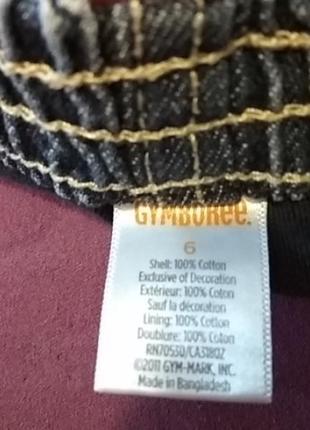 GYMBOREE.
6
Shell: 100% Cotton
Exclusive of Decoration
Extérieur: 100% Coton
Sauf la décoration
Lining: 100% Cotton
Doublure: 100% Coton
RN70550/CA31802
©2011 GYM-MARK, INC.
Made in Bangladesh